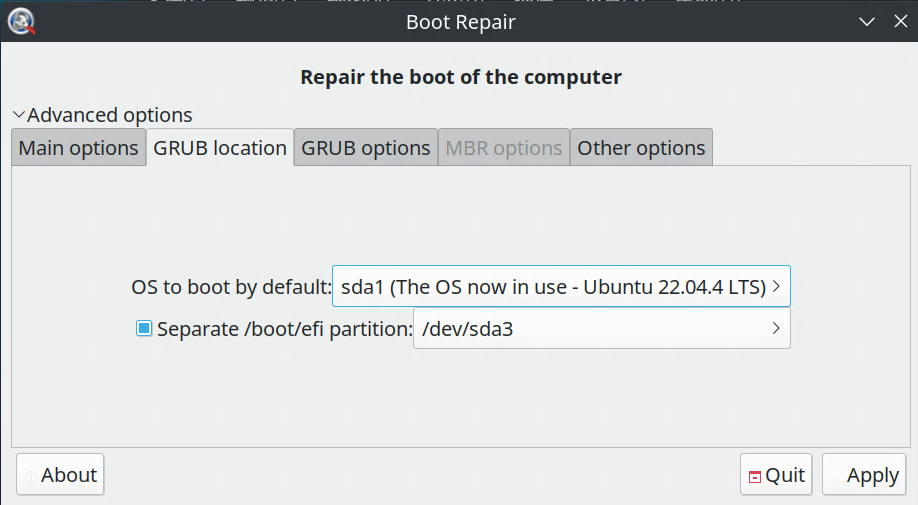 Boot Repair
Repair the boot of the computer
Advanced options
Main options GRUB location GRUB options MBR options Other options
OS to boot by default: sda1 (The OS now in use - Ubuntu 22.04.4 LTS)
Separate /boot/efi partition: /dev/sda3
About Quit Apply